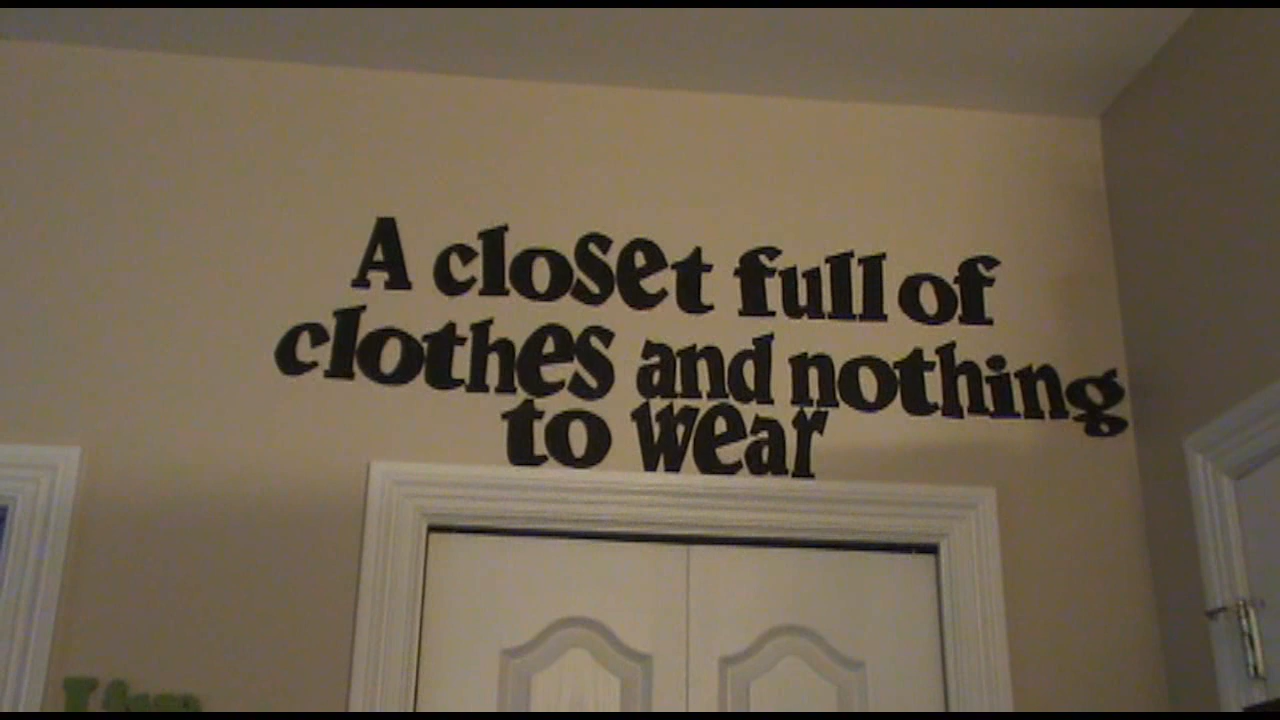 A closet full of
clothes and nothing
to wear